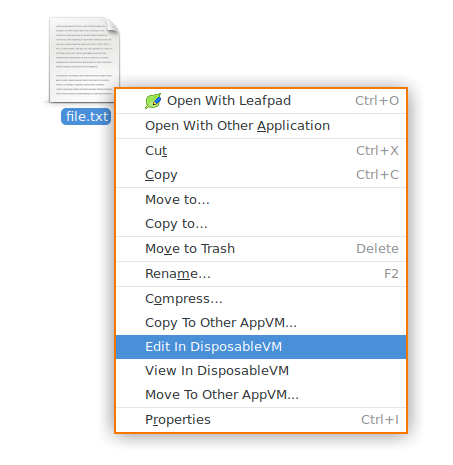 file.txt
Open With Leafpad Ctrl+O
Open With Other Application
Cut Ctrl+X
Copy Ctrl+C
Move to...
Copy to...
Move to Trash Delete
Rename... F2
Compress...
Copy To Other AppVM...
Edit In DisposableVM
View In DisposableVM
Move To Other AppVM...
Properties Ctrl+I